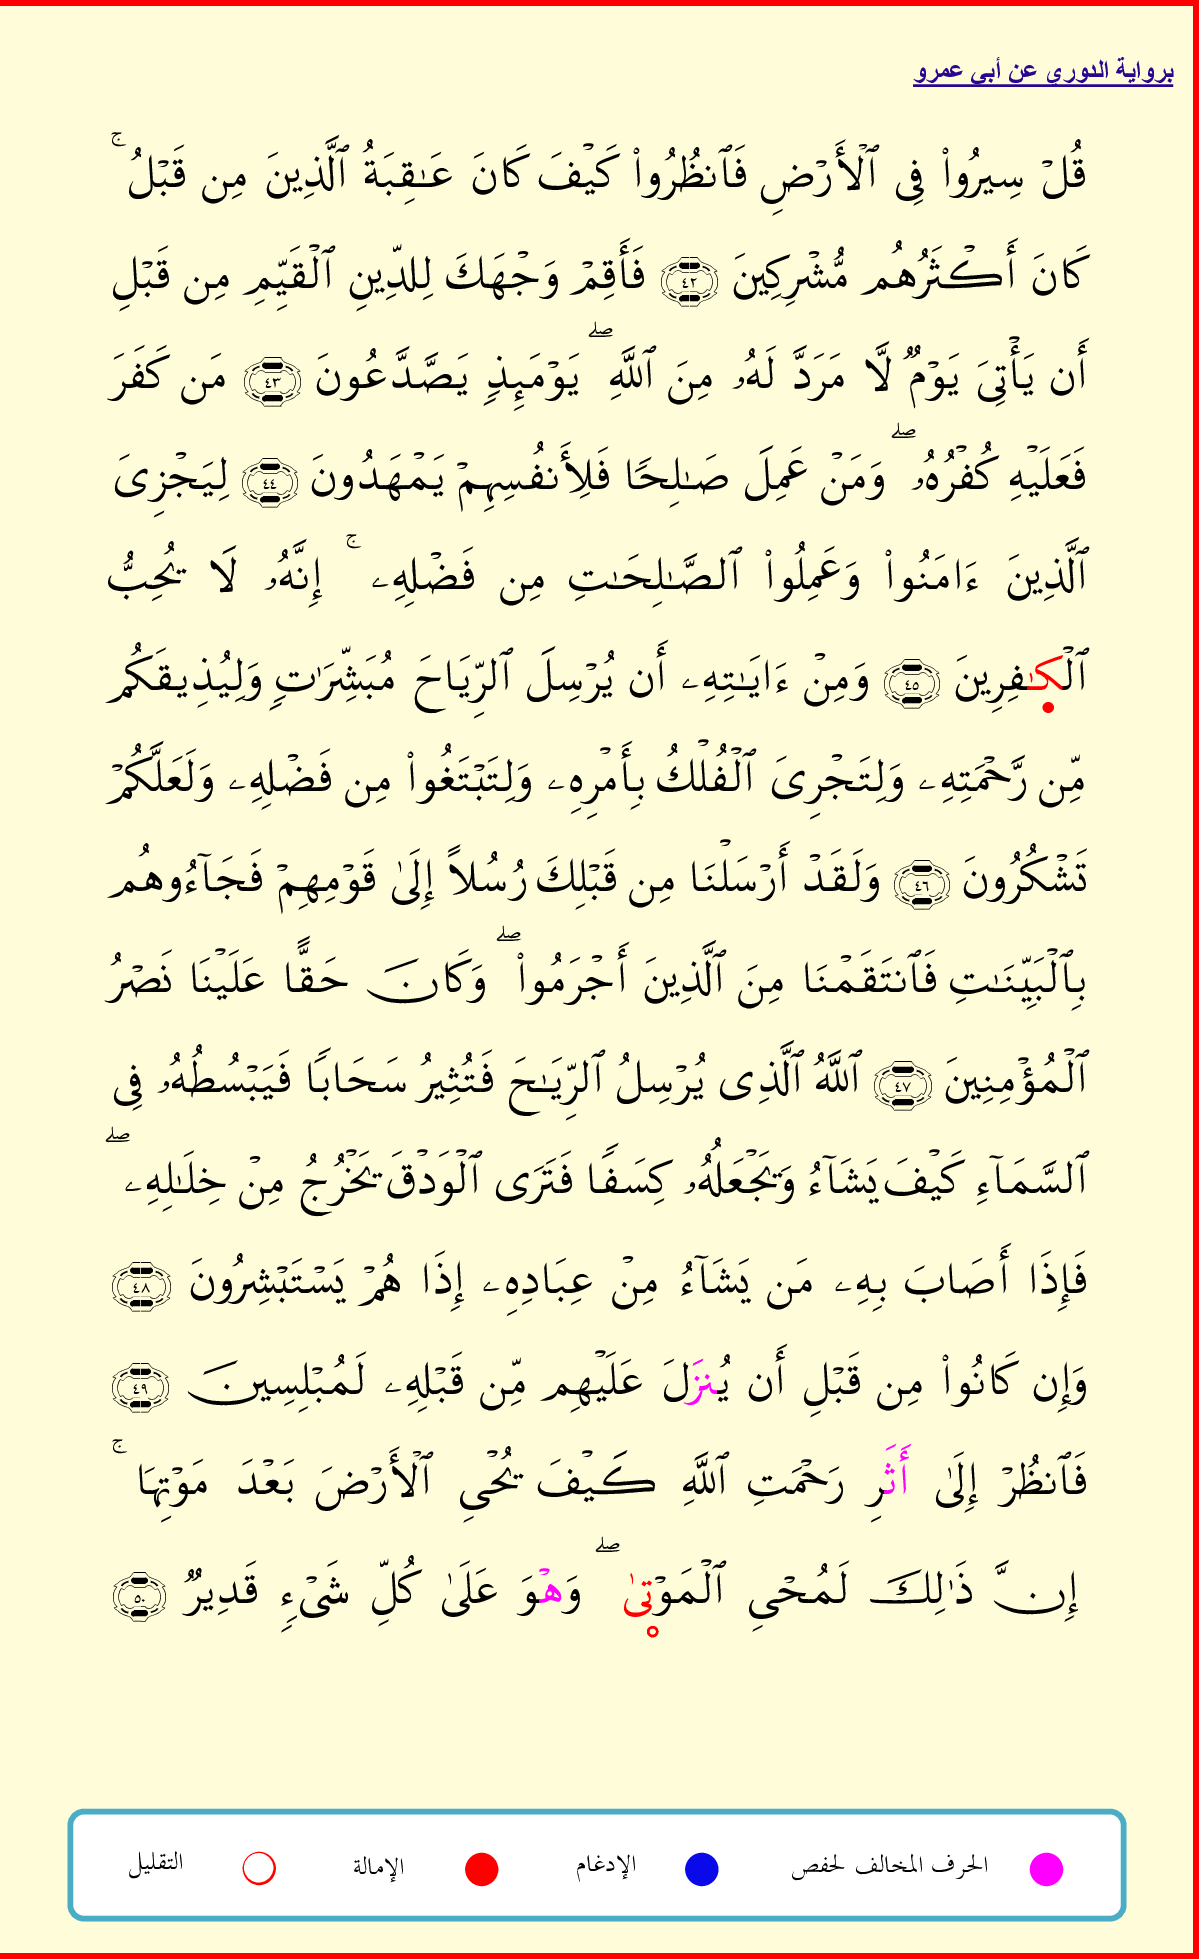 برواية الدوري عن أبي عمرو
قُلۡ سِيرُواْ فِي ٱلۡأَرۡضِ فَٱنظُرُواْ كَيۡفَ كَانَ عَٰقِبَةُ ٱلَّذِينَ مِن قَبۡلُۚ
كَانَ أَكۡثَرُهُم مُّشۡرِكِينَ ٤٢ فَأَقِمۡ وَجۡهَكَ لِلدِّينِ ٱلۡقَيِّمِ مِن قَبۡلِ
أَن يَأۡتِيَ يَوۡمٞ لَّا مَرَدَّ لَهُۥ مِنَ ٱللَّهِۖ يَوۡمَئِذٖ يَصَّدَّعُونَ ٤٣ مَن كَفَرَ
فَعَلَيۡهِ كُفۡرُهُۥۖ وَمَنۡ عَمِلَ صَٰلِحٗا فَلِأَنفُسِهِمۡ يَمۡهَدُونَ ٤٤ لِيَجۡزِيَ
ٱلَّذِينَ ءَامَنُواْ وَعَمِلُواْ ٱلصَّٰلِحَٰتِ مِن فَضۡلِهِۦۚ إِنَّهُۥ لَا يُحِبُّ
ٱلۡكَٰفِرِينَ ٤٥ وَمِنۡ ءَايَٰتِهِۦ أَن يُرۡسِلَ ٱلرِّيَاحَ مُبَشِّرَٰتٖ وَلِيُذِيقَكُم
مِّن رَّحۡمَتِهِۦ وَلِتَجۡرِيَ ٱلۡفُلۡكُ بِأَمۡرِهِۦ وَلِتَبۡتَغُواْ مِن فَضۡلِهِۦ وَلَعَلَّكُمۡ
تَشۡكُرُونَ ٤٦ وَلَقَدۡ أَرۡسَلۡنَا مِن قَبۡلِكَ رُسُلًا إِلَىٰ قَوۡمِهِمۡ فَجَآءُوهُم
بِٱلۡبَيِّنَٰتِ فَٱنتَقَمۡنَا مِنَ ٱلَّذِينَ أَجۡرَمُواْۖ وَكَانَ حَقًّا عَلَيۡنَا نَصۡرُ
ٱلۡمُؤۡمِنِينَ ٤٧ ٱللَّهُ ٱلَّذِي يُرۡسِلُ ٱلرِّيَٰحَ فَتُثِيرُ سَحَابٗا فَيَبۡسُطُهُۥ فِي
ٱلسَّمَآءِ كَيۡفَ يَشَآءُ وَيَجۡعَلُهُۥ كِسَفٗا فَتَرَى ٱلۡوَدۡقَ يَخۡرُجُ مِنۡ خِلَٰلِهِۦۖ
فَإِذَا أَصَابَ بِهِۦ مَن يَشَآءُ مِنۡ عِبَادِهِۦ إِذَا هُمۡ يَسۡتَبۡشِرُونَ ٤٨
وَإِن كَانُواْ مِن قَبۡلِ أَن يُنزَلَ عَلَيۡهِم مِّن قَبۡلِهِۦ لَمُبۡلِسِينَ ٤٩
فَٱنظُرۡ إِلَىٰ أَثَرِ رَحۡمَتِ ٱللَّهِ كَيۡفَ يُحۡيِ ٱلۡأَرۡضَ بَعۡدَ مَوۡتِهَاۚ
إِنَّ ذَٰلِكَ لَمُحۡيِ ٱلۡمَوۡتىٰۖ وَهۡوَ عَلَىٰ كُلِّ شَيۡءٖ قَدِيرٞ ٥٠
الحرف المخالف لحفص الإدغام الإمالة التقليل